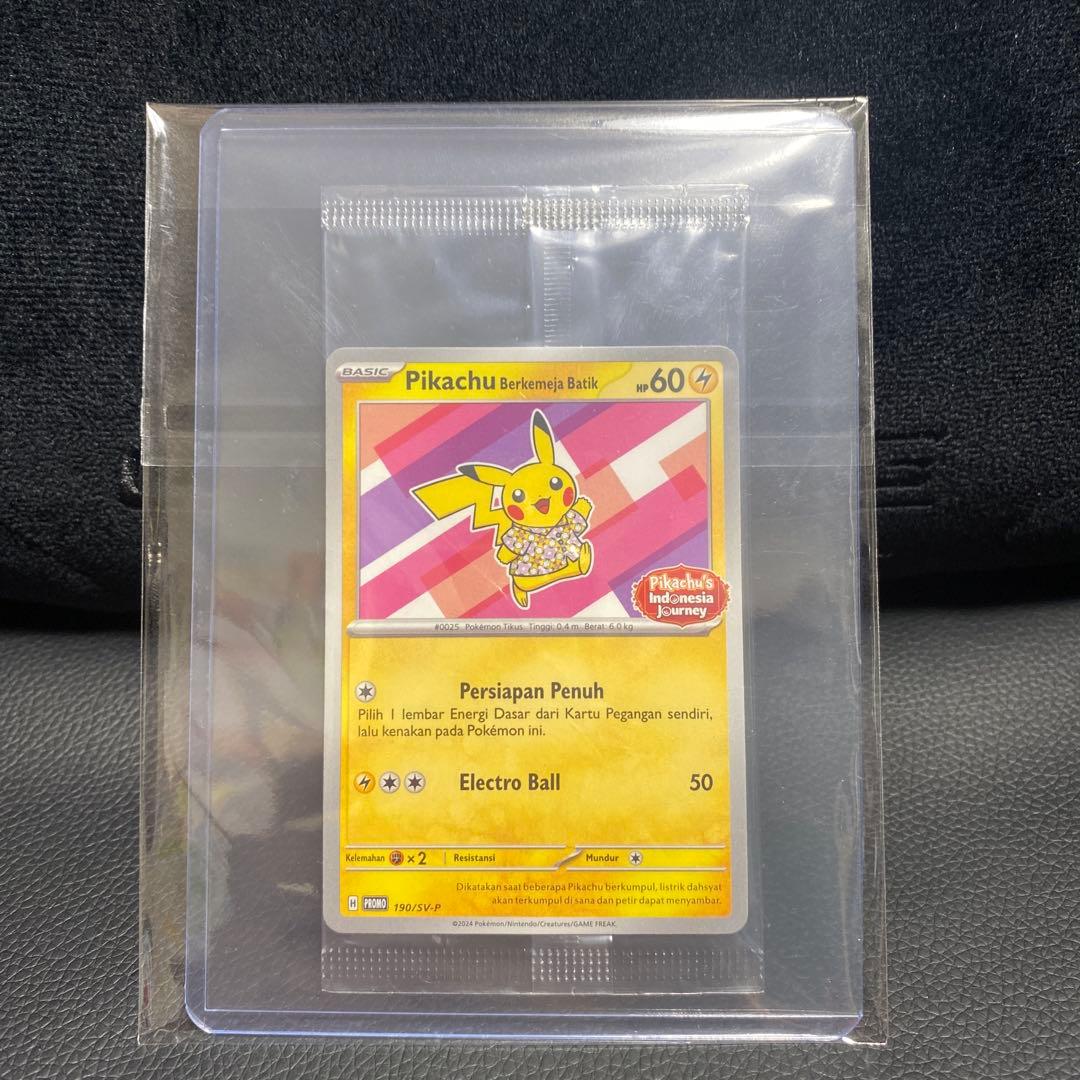 BASIC Pikachu Berkemeja Batik HP 60
Pikachu's
Indonesia
Journey
#0025 Pokémon Tikus Tinggi: 0.4 m Berat: 6.0 kg
Persiapan Penuh
Pilih 1 lembar Energi Dasar dari Kartu Pegangan sendiri,
lalu kenakan pada Pokémon ini.
Electro Ball 50
Kelemahan ×2 Resistansi Mundur
Dikatakan saat beberapa Pikachu berkumpul, listrik dahsyat
akan terkumpul di sana dan petir dapat menyambar.
H PROMO 190/SV-P
©2024 Pokémon/Nintendo/Creatures/GAME FREAK.